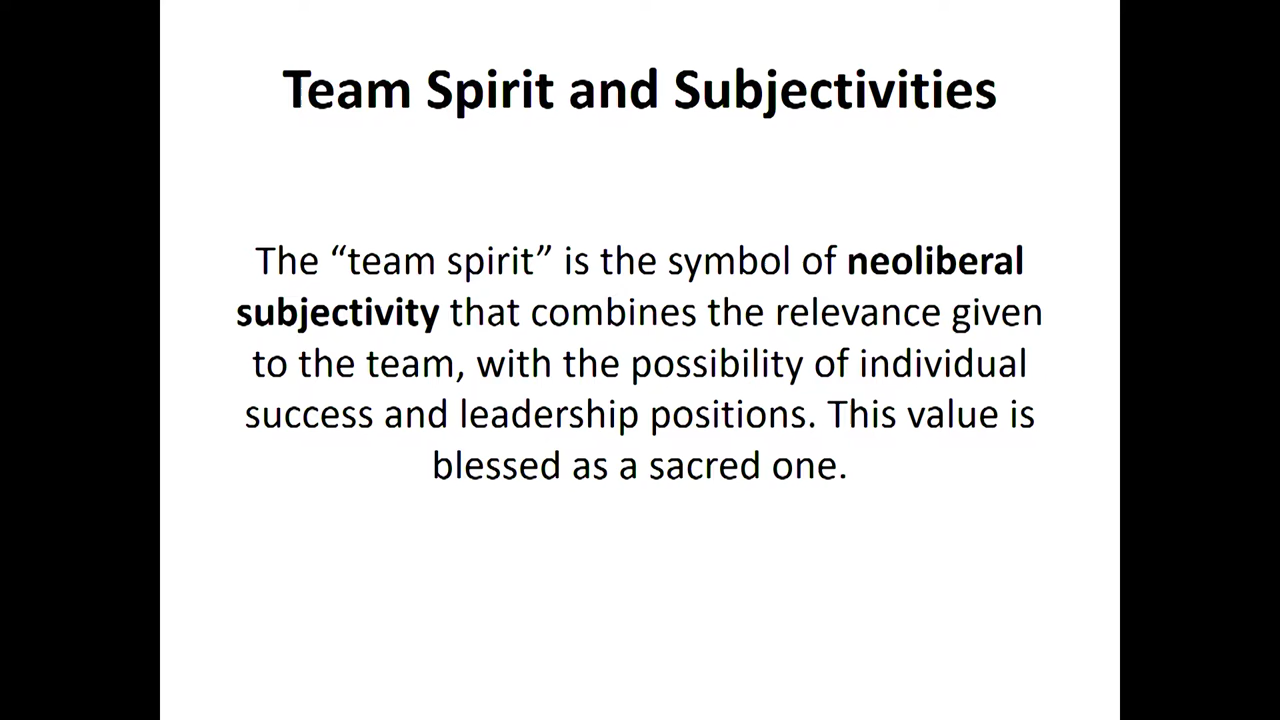 Team Spirit and Subjectivities
The “team spirit” is the symbol of neoliberal
subjectivity that combines the relevance given
to the team, with the possibility of individual
success and leadership positions. This value is
blessed as a sacred one.